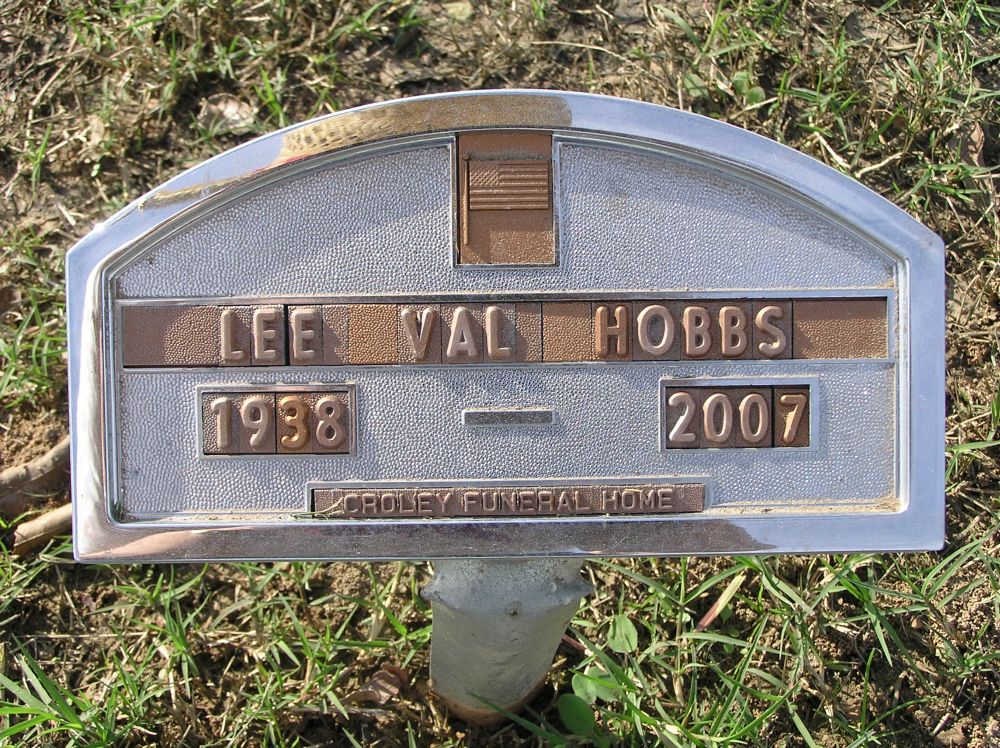 LEE VAL HOBBS
1938 – 2007
CROLEY FUNERAL HOME